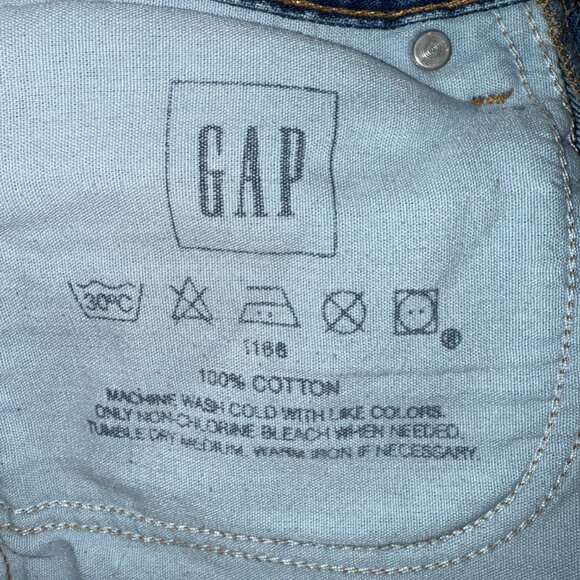 GAP
30°C
1166
100% COTTON
MACHINE WASH COLD WITH LIKE COLORS.
ONLY NON-CHLORINE BLEACH WHEN NEEDED.
TUMBLE DRY MEDIUM. WARM IRON IF NECESSARY.
®